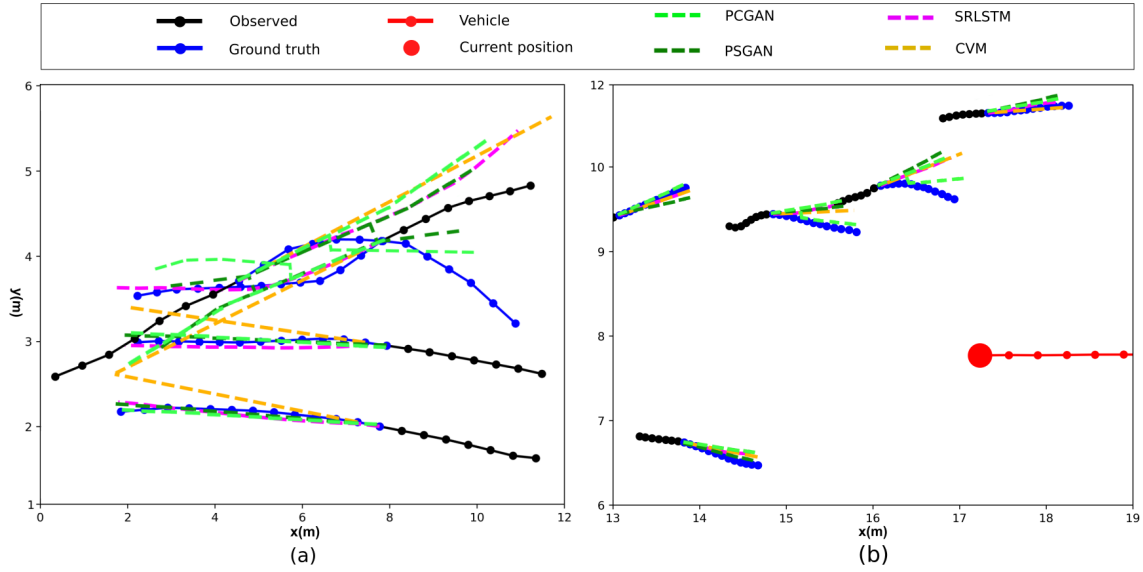 Observed Vehicle PCGAN SRLSTM
Ground truth Current position PSGAN CVM
6
5
4
3
2
1
y(m)
0 2 4 6 8 10 12
x(m)
(a)
12
11
10
9
8
7
6
13 14 15 16 17 18 19
x(m)
(b)